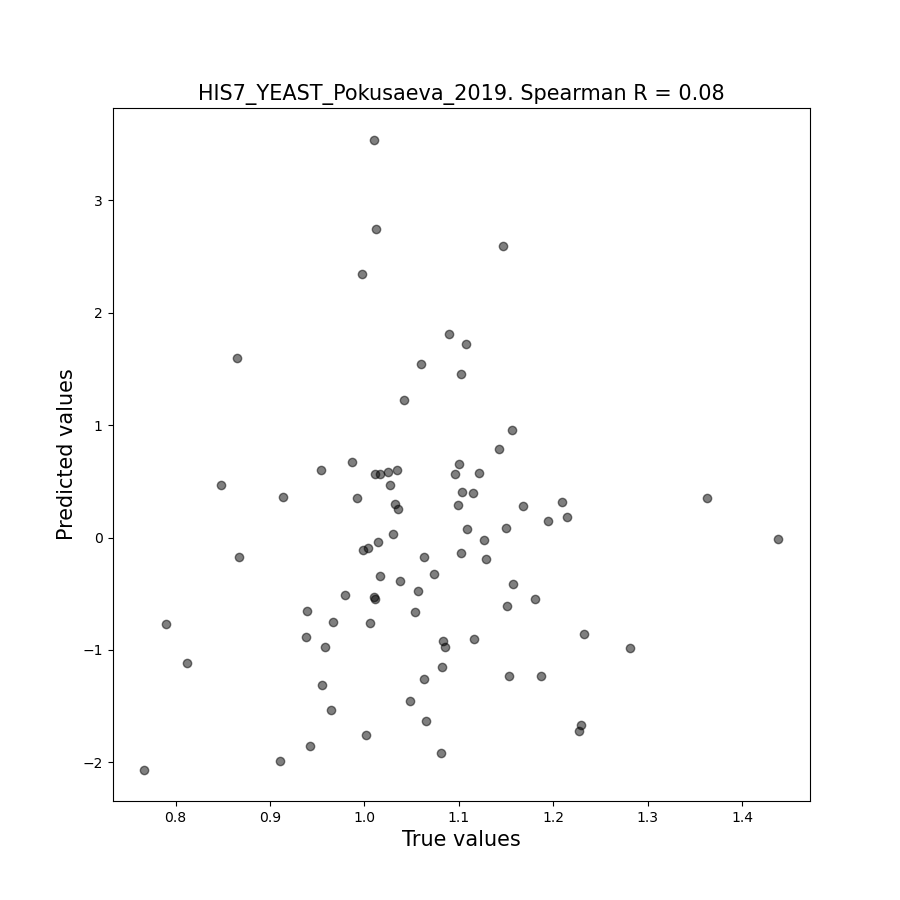 HIS7_YEAST_Pokusaeva_2019. Spearman R = 0.08
3
2
1
0
−1
−2
Predicted values
0.8 0.9 1.0 1.1 1.2 1.3 1.4
True values